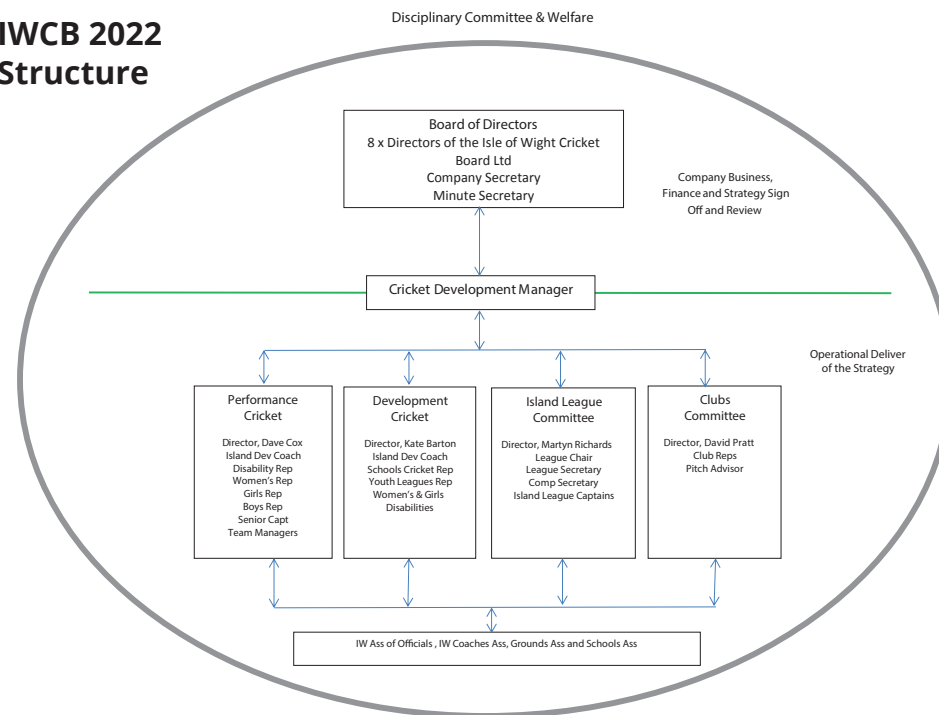 IWCB 2022
Structure
Disciplinary Committee & Welfare
Board of Directors
8 x Directors of the Isle of Wight Cricket
Board Ltd
Company Secretary
Minute Secretary
Company Business,
Finance and Strategy Sign
Off and Review
Cricket Development Manager
Operational Deliver
of the Strategy
Performance
Cricket
Director, Dave Cox
Island Dev Coach
Disability Rep
Women's Rep
Girls Rep
Boys Rep
Senior Capt
Team Managers
Development
Cricket
Director, Kate Barton
Island Dev Coach
Schools Cricket Rep
Youth Leagues Rep
Women's & Girls
Disabilities
Island League
Committee
Director, Martyn Richards
League Chair
League Secretary
Comp Secretary
Island League Captains
Clubs
Committee
Director, David Pratt
Club Reps
Pitch Advisor
IW Ass of Officials , IW Coaches Ass, Grounds Ass and Schools Ass